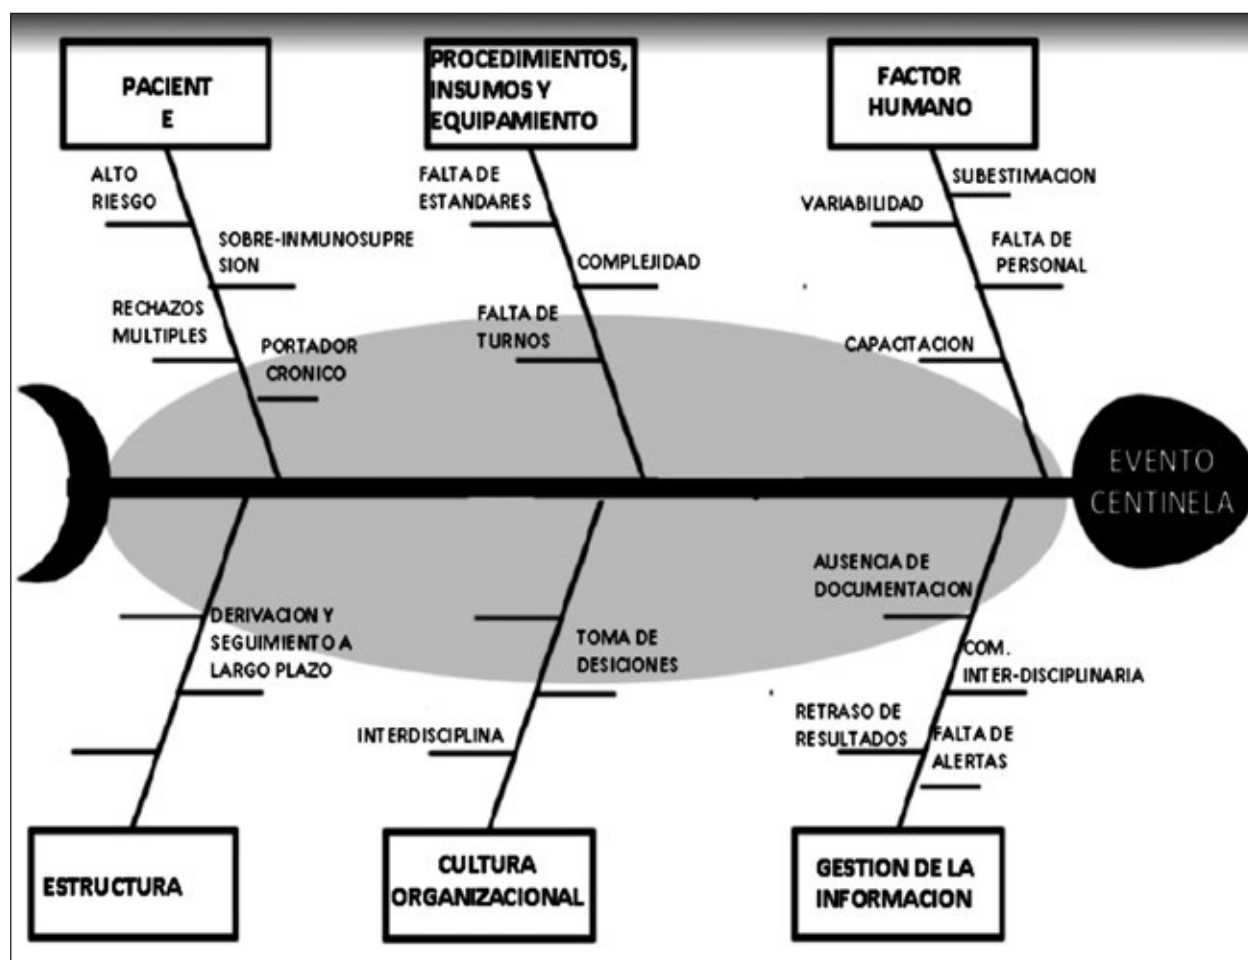 PACIENT
E
PROCEDIMIENTOS,
INSUMOS Y
EQUIPAMIENTO
FACTOR
HUMANO
ALTO
RIESGO
SOBRE-INMUNOSUPRE
SION
RECHAZOS
MULTIPLES
PORTADOR
CRONICO
FALTA DE
ESTANDARES
COMPLEJIDAD
FALTA DE
TURNOS
SUBESTIMACION
VARIABILIDAD
FALTA DE
PERSONAL
CAPACITACION
EVENTO
CENTINELA
DERIVACION Y
SEGUIMIENTO A
LARGO PLAZO
TOMA DE
DESICIONES
INTERDISCIPLINA
AUSENCIA DE
DOCUMENTACION
COM.
INTER-DISCIPLINARIA
RETRASO DE
RESULTADOS
FALTA DE
ALERTAS
ESTRUCTURA
CULTURA
ORGANIZACIONAL
GESTION DE LA
INFORMACION